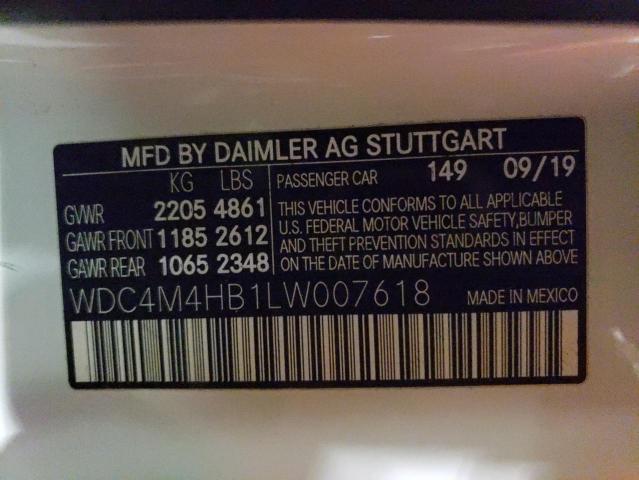 MFD BY DAIMLER AG STUTTGART
KG LBS
GVWR 2205 4861
GAWR FRONT 1185 2612
GAWR REAR 1065 2348
PASSENGER CAR 149 09/19
THIS VEHICLE CONFORMS TO ALL APPLICABLE
U.S. FEDERAL MOTOR VEHICLE SAFETY, BUMPER
AND THEFT PREVENTION STANDARDS IN EFFECT
ON THE DATE OF MANUFACTURE SHOWN ABOVE
WDC4M4HB1LW007618 MADE IN MEXICO